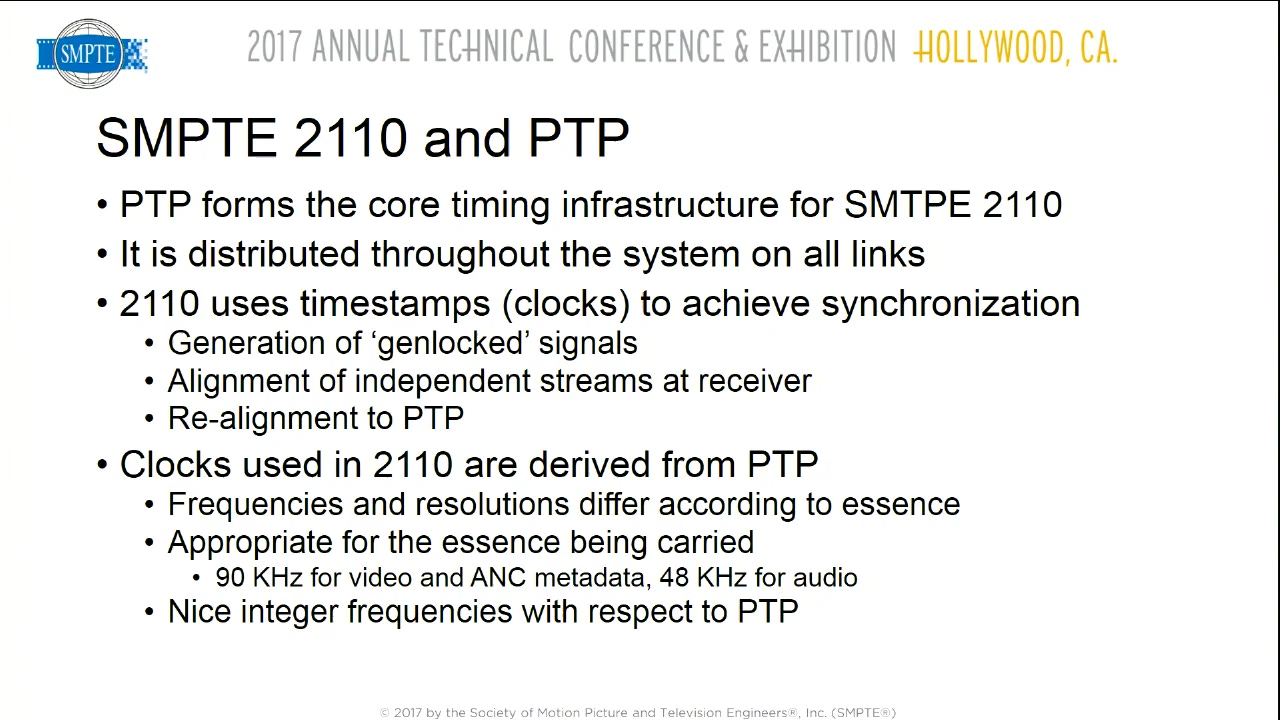 SMPTE
2017 ANNUAL TECHNICAL CONFERENCE & EXHIBITION HOLLYWOOD, CA.
SMPTE 2110 and PTP
• PTP forms the core timing infrastructure for SMTPE 2110
• It is distributed throughout the system on all links
• 2110 uses timestamps (clocks) to achieve synchronization
• Generation of ‘genlocked’ signals
• Alignment of independent streams at receiver
• Re-alignment to PTP
• Clocks used in 2110 are derived from PTP
• Frequencies and resolutions differ according to essence
• Appropriate for the essence being carried
• 90 KHz for video and ANC metadata, 48 KHz for audio
• Nice integer frequencies with respect to PTP
© 2017 by the Society of Motion Picture and Television Engineers®, Inc. (SMPTE®)